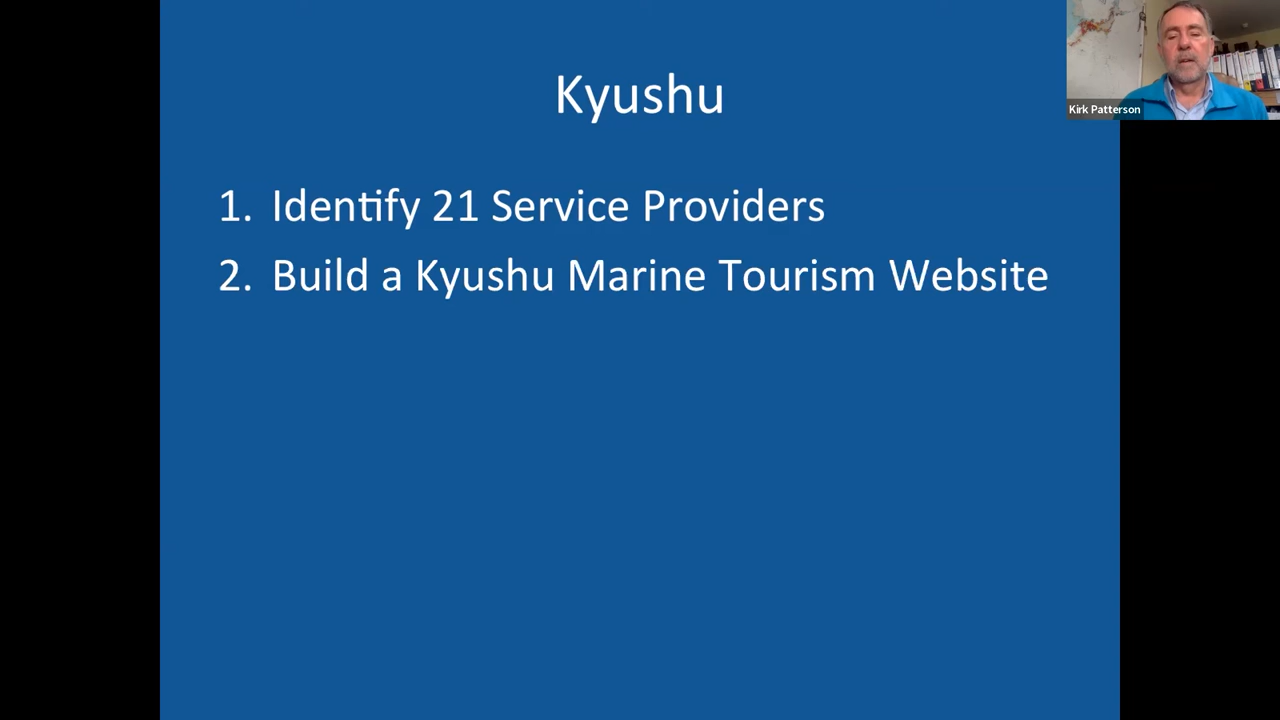 Kyushu
1. Identify 21 Service Providers
2. Build a Kyushu Marine Tourism Website
Kirk Patterson